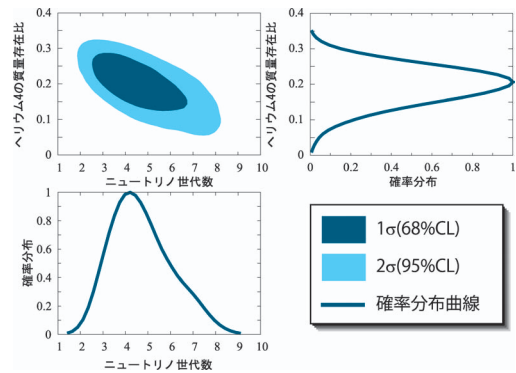 ヘリウム4の質量存在比
0.4
0.3
0.2
0.1
0
1 2 3 4 5 6 7 8 9 10
ニュートリノ世代数
ヘリウム4の質量存在比
0.4
0.3
0.2
0.1
0
0 0.2 0.4 0.6 0.8 1
確率分布
確率分布
1
0.8
0.6
0.4
0.2
0
1 2 3 4 5 6 7 8 9 10
ニュートリノ世代数
1σ(68%CL)
2σ(95%CL)
確率分布曲線